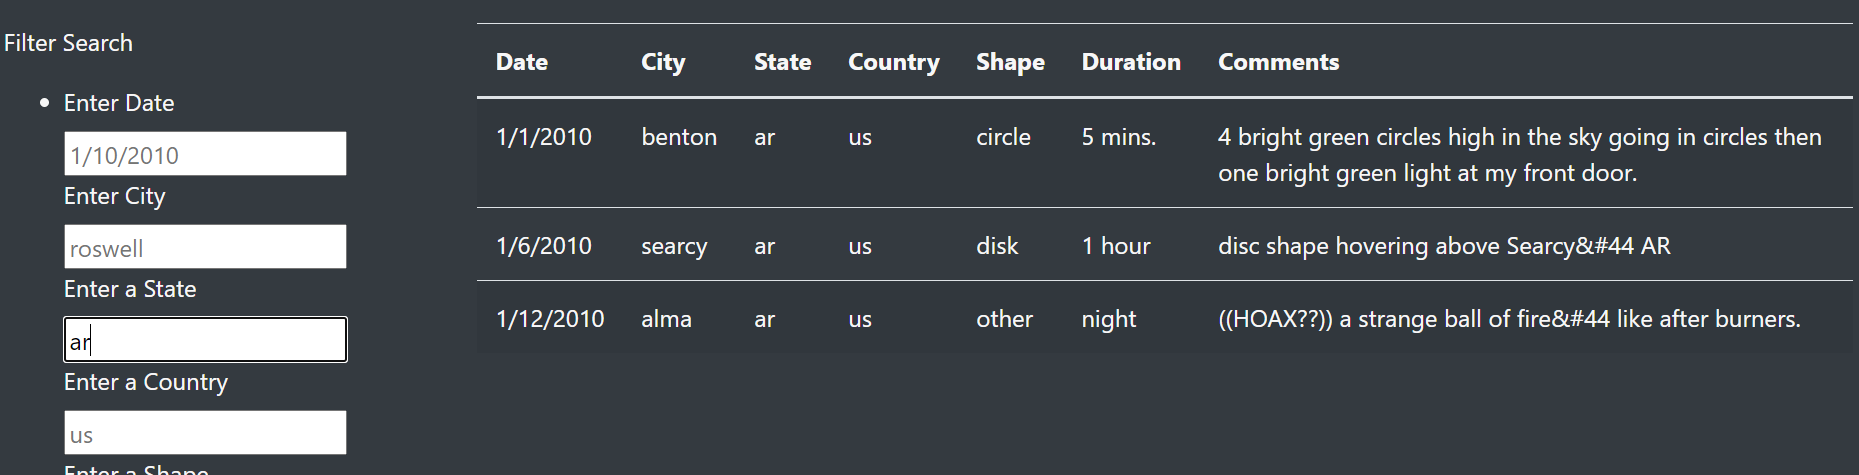 Filter Search
Enter Date
1/10/2010
Enter City
roswell
Enter a State
ar
Enter a Country
us
Enter a Shape
Date City State Country Shape Duration Comments
1/1/2010 benton ar us circle 5 mins. 4 bright green circles high in the sky going in circles then
one bright green light at my front door.
1/6/2010 searcy ar us disk 1 hour disc shape hovering above Searcy&#44 AR
1/12/2010 alma ar us other night ((HOAX??)) a strange ball of fire&#44 like after burners.